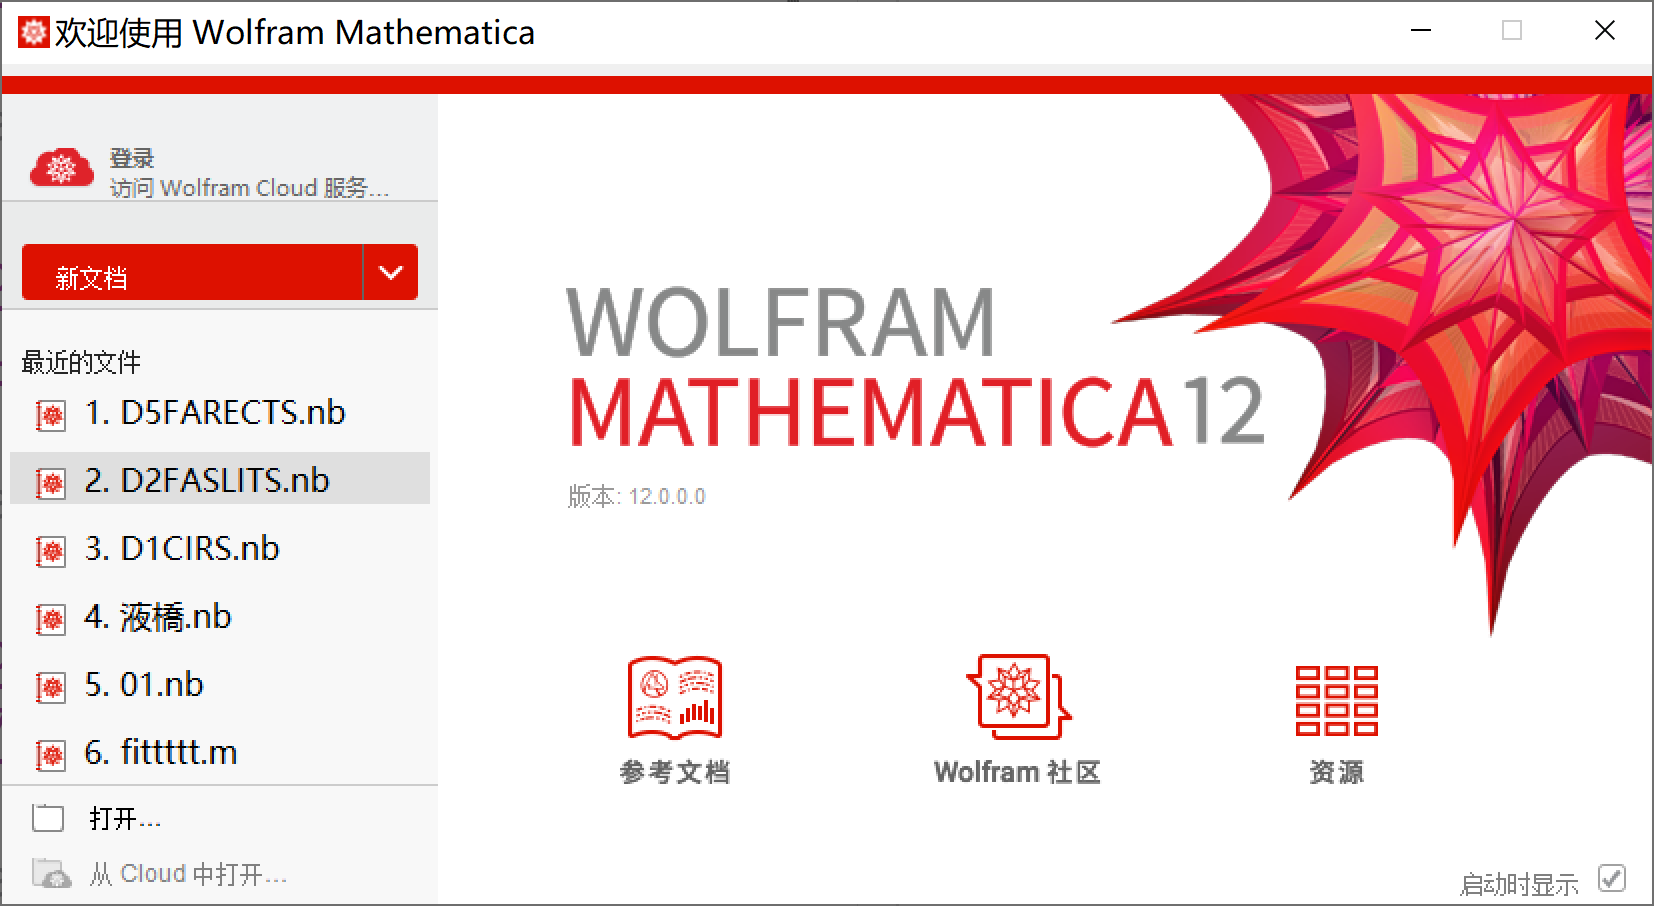 欢迎使用 Wolfram Mathematica
登录
访问 Wolfram Cloud 服务...
新文档
最近的文件
1. D5FARECTS.nb
2. D2FASLITS.nb
3. D1CIRS.nb
4. 液橋.nb
5. 01.nb
6. fittttt.m
打开...
从 Cloud 中打开...
WOLFRAM
MATHEMATICA 12
版本: 12.0.0.0
参考文档
Wolfram 社区
资源
启动时显示